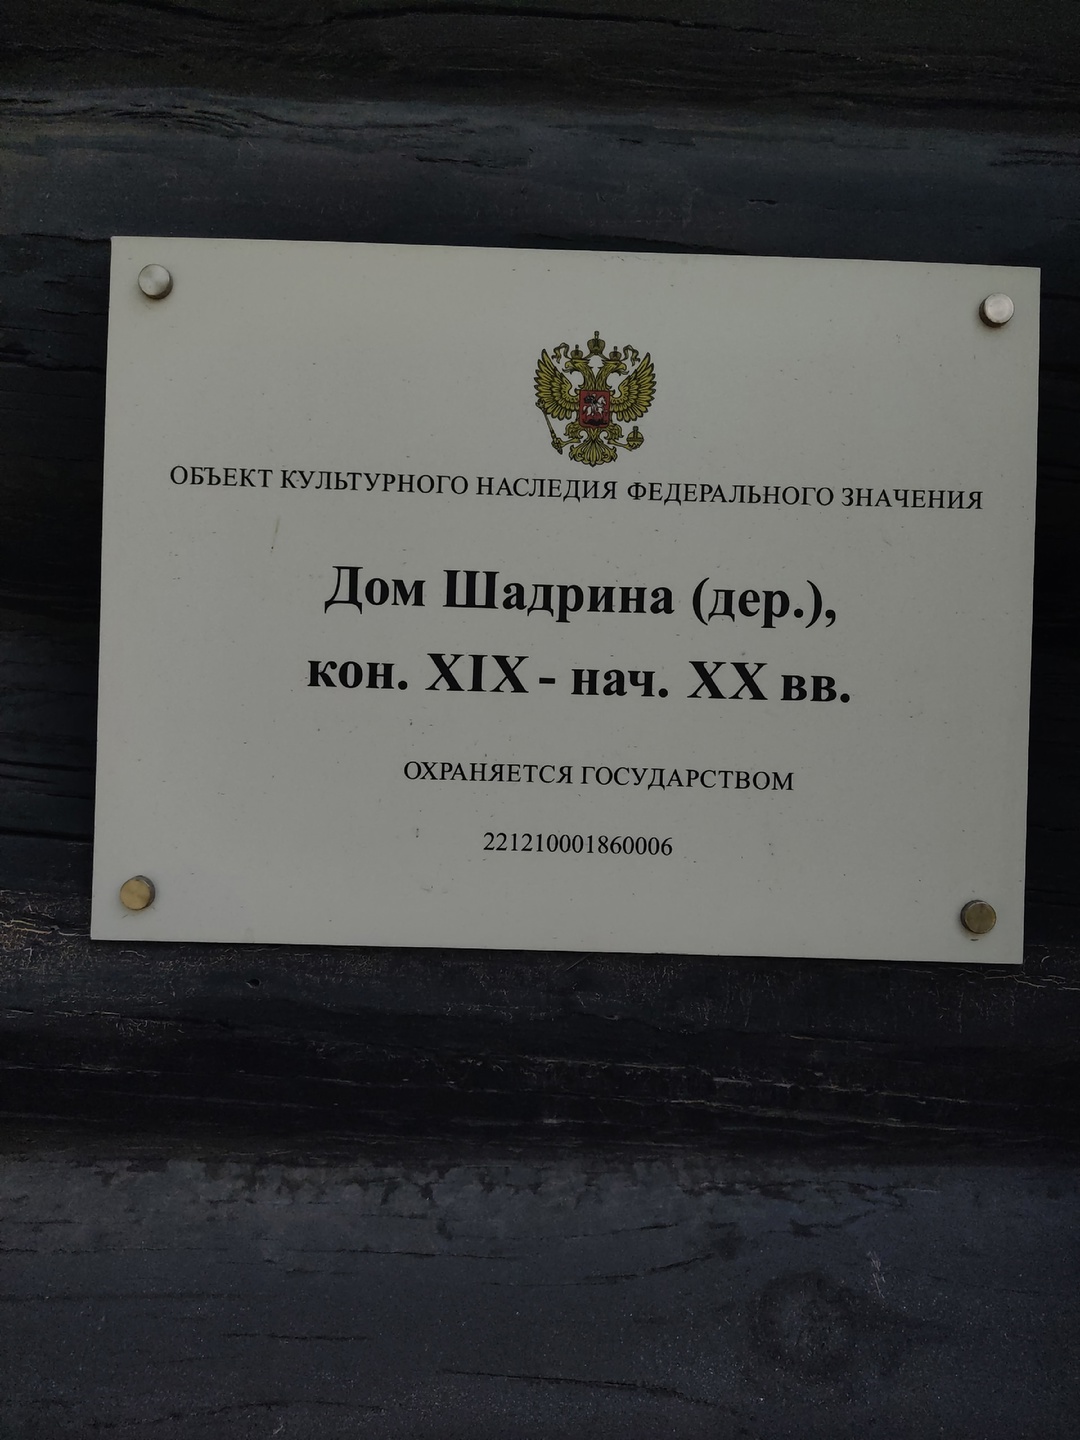 ОБЪЕКТ КУЛЬТУРНОГО НАСЛЕДИЯ ФЕДЕРАЛЬНОГО ЗНАЧЕНИЯ
Дом Шадрина (дер.),
кон. XIX - нач. XX вв.
ОХРАНЯЕТСЯ ГОСУДАРСТВОМ
221210001860006